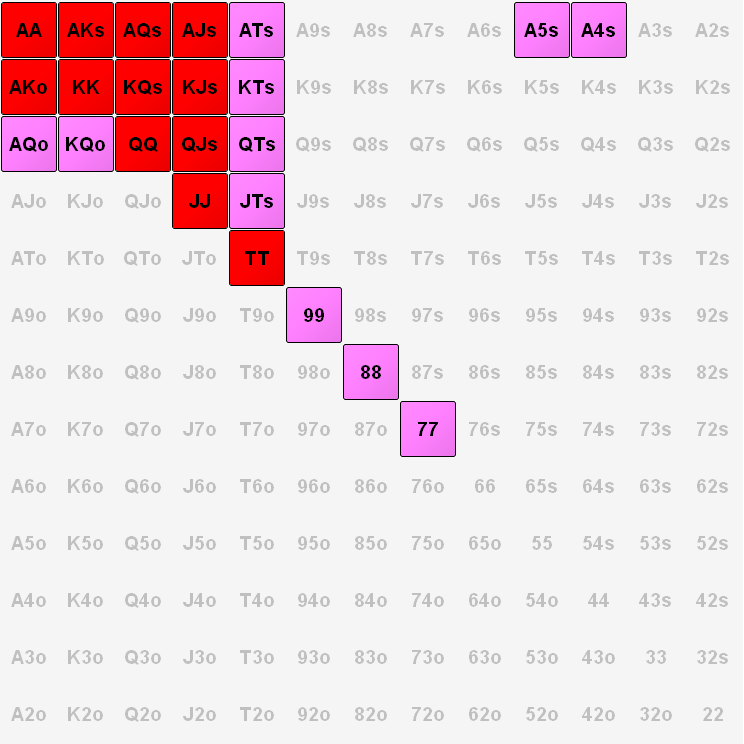 AA AKs AQs AJs ATs A9s A8s A7s A6s A5s A4s A3s A2s
AKo KK KQs KJs KTs K9s K8s K7s K6s K5s K4s K3s K2s
AQo KQo QQ QJs QTs Q9s Q8s Q7s Q6s Q5s Q4s Q3s Q2s
AJo KJo QJo JJ JTs J9s J8s J7s J6s J5s J4s J3s J2s
ATo KTo QTo JTo TT T9s T8s T7s T6s T5s T4s T3s T2s
A9o K9o Q9o J9o T9o 99 98s 97s 96s 95s 94s 93s 92s
A8o K8o Q8o J8o T8o 98o 88 87s 86s 85s 84s 83s 82s
A7o K7o Q7o J7o T7o 97o 87o 77 76s 75s 74s 73s 72s
A6o K6o Q6o J6o T6o 96o 86o 76o 66 65s 64s 63s 62s
A5o K5o Q5o J5o T5o 95o 85o 75o 65o 55 54s 53s 52s
A4o K4o Q4o J4o T4o 94o 84o 74o 64o 54o 44 43s 42s
A3o K3o Q3o J3o T3o 93o 83o 73o 63o 53o 43o 33 32s
A2o K2o Q2o J2o T2o 92o 82o 72o 62o 52o 42o 32o 22